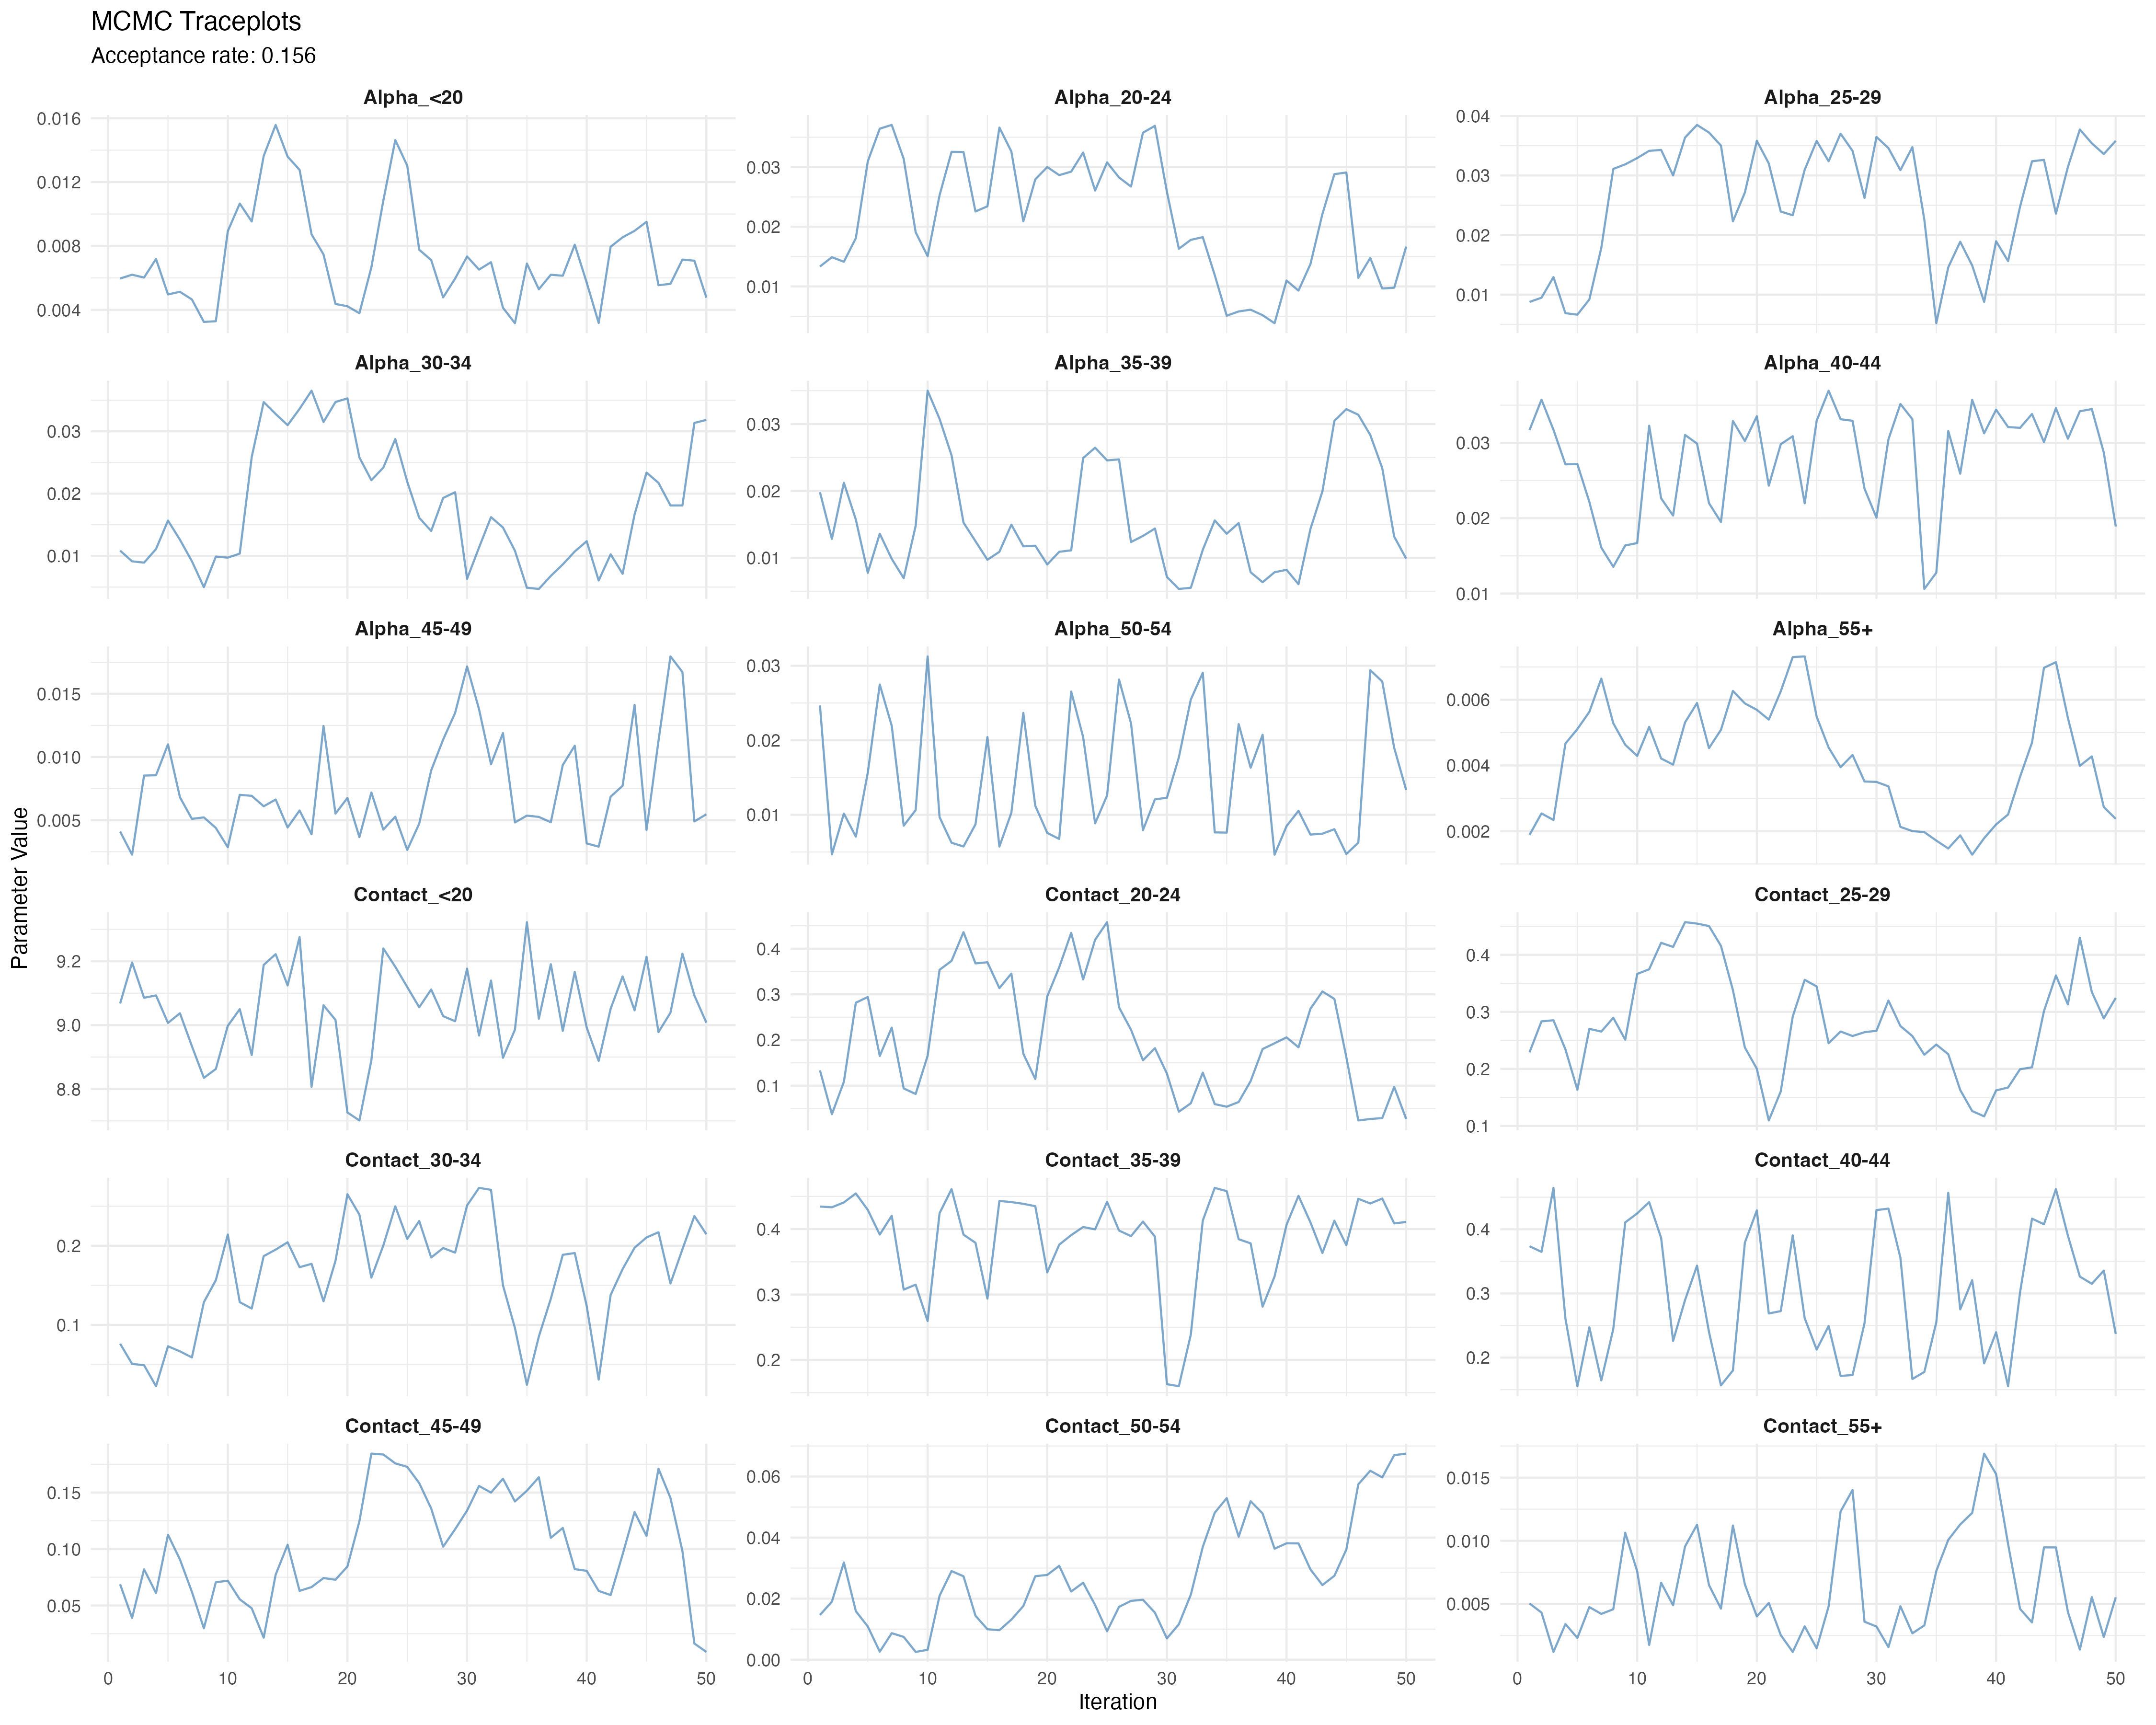 MCMC Traceplots
Acceptance rate: 0.156
Alpha_<20
0.016
0.012
0.008
0.004
Alpha_20-24
0.03
0.02
0.01
Alpha_25-29
0.04
0.03
0.02
0.01
Alpha_30-34
0.03
0.02
0.01
Alpha_35-39
0.03
0.02
0.01
Alpha_40-44
0.03
0.02
0.01
Alpha_45-49
0.015
0.010
0.005
Alpha_50-54
0.03
0.02
0.01
Alpha_55+
0.006
0.004
0.002
Parameter Value
Contact_<20
9.2
9.0
8.8
Contact_20-24
0.4
0.3
0.2
0.1
Contact_25-29
0.4
0.3
0.2
0.1
Contact_30-34
0.2
0.1
Contact_35-39
0.4
0.3
0.2
Contact_40-44
0.4
0.3
0.2
Contact_45-49
0.15
0.10
0.05
0 10 20 30 40 50
Contact_50-54
0.06
0.04
0.02
0.00
0 10 20 30 40 50
Contact_55+
0.015
0.010
0.005
0 10 20 30 40 50
Iteration